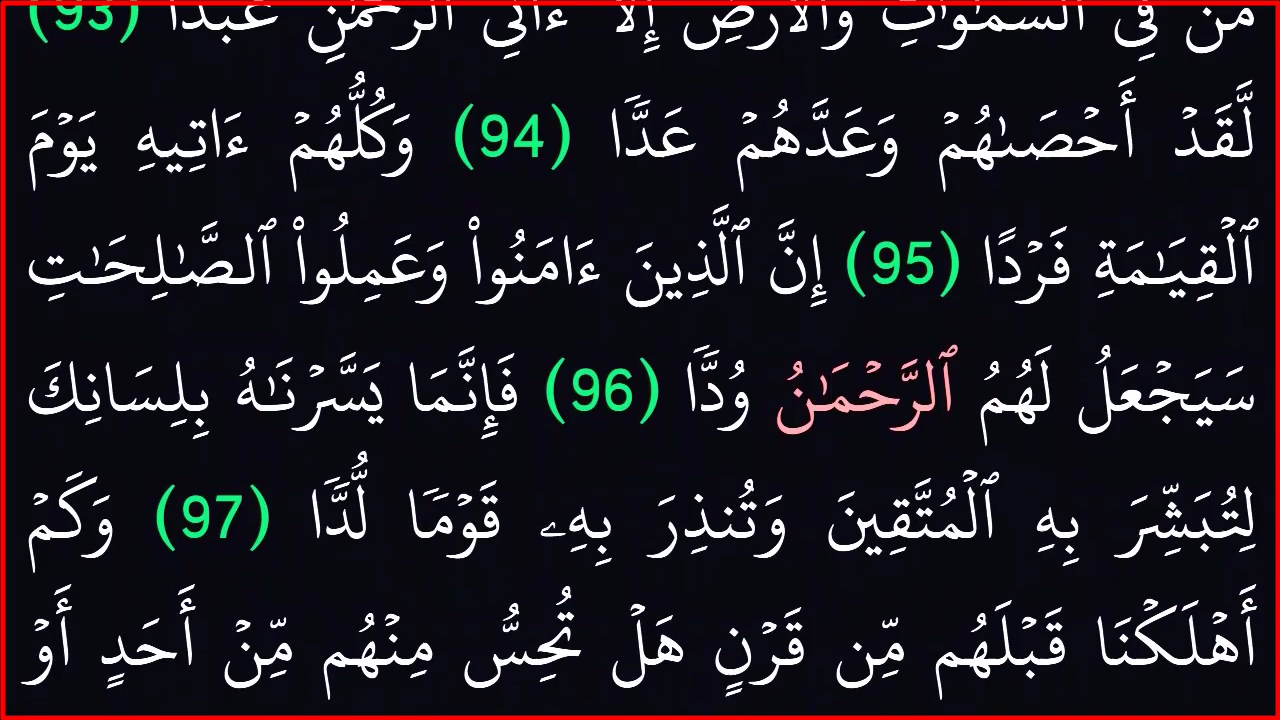 مَن فِي ٱلسَّمَٰوَٰتِ وَٱلْأَرْضِ إِلَّآ ءَاتِي ٱلرَّحْمَٰنِ عَبْدًا (93)
لَّقَدْ أَحْصَىٰهُمْ وَعَدَّهُمْ عَدًّا (94) وَكُلُّهُمْ ءَاتِيهِ يَوْمَ
ٱلْقِيَٰمَةِ فَرْدًا (95) إِنَّ ٱلَّذِينَ ءَامَنُوا۟ وَعَمِلُوا۟ ٱلصَّٰلِحَٰتِ
سَيَجْعَلُ لَهُمُ ٱلرَّحْمَٰنُ وُدًّا (96) فَإِنَّمَا يَسَّرْنَٰهُ بِلِسَانِكَ
لِتُبَشِّرَ بِهِ ٱلْمُتَّقِينَ وَتُنذِرَ بِهِۦ قَوْمًا لُّدًّا (97) وَكَمْ
أَهْلَكْنَا قَبْلَهُم مِّن قَرْنٍ هَلْ تُحِسُّ مِنْهُم مِّنْ أَحَدٍ أَوْ